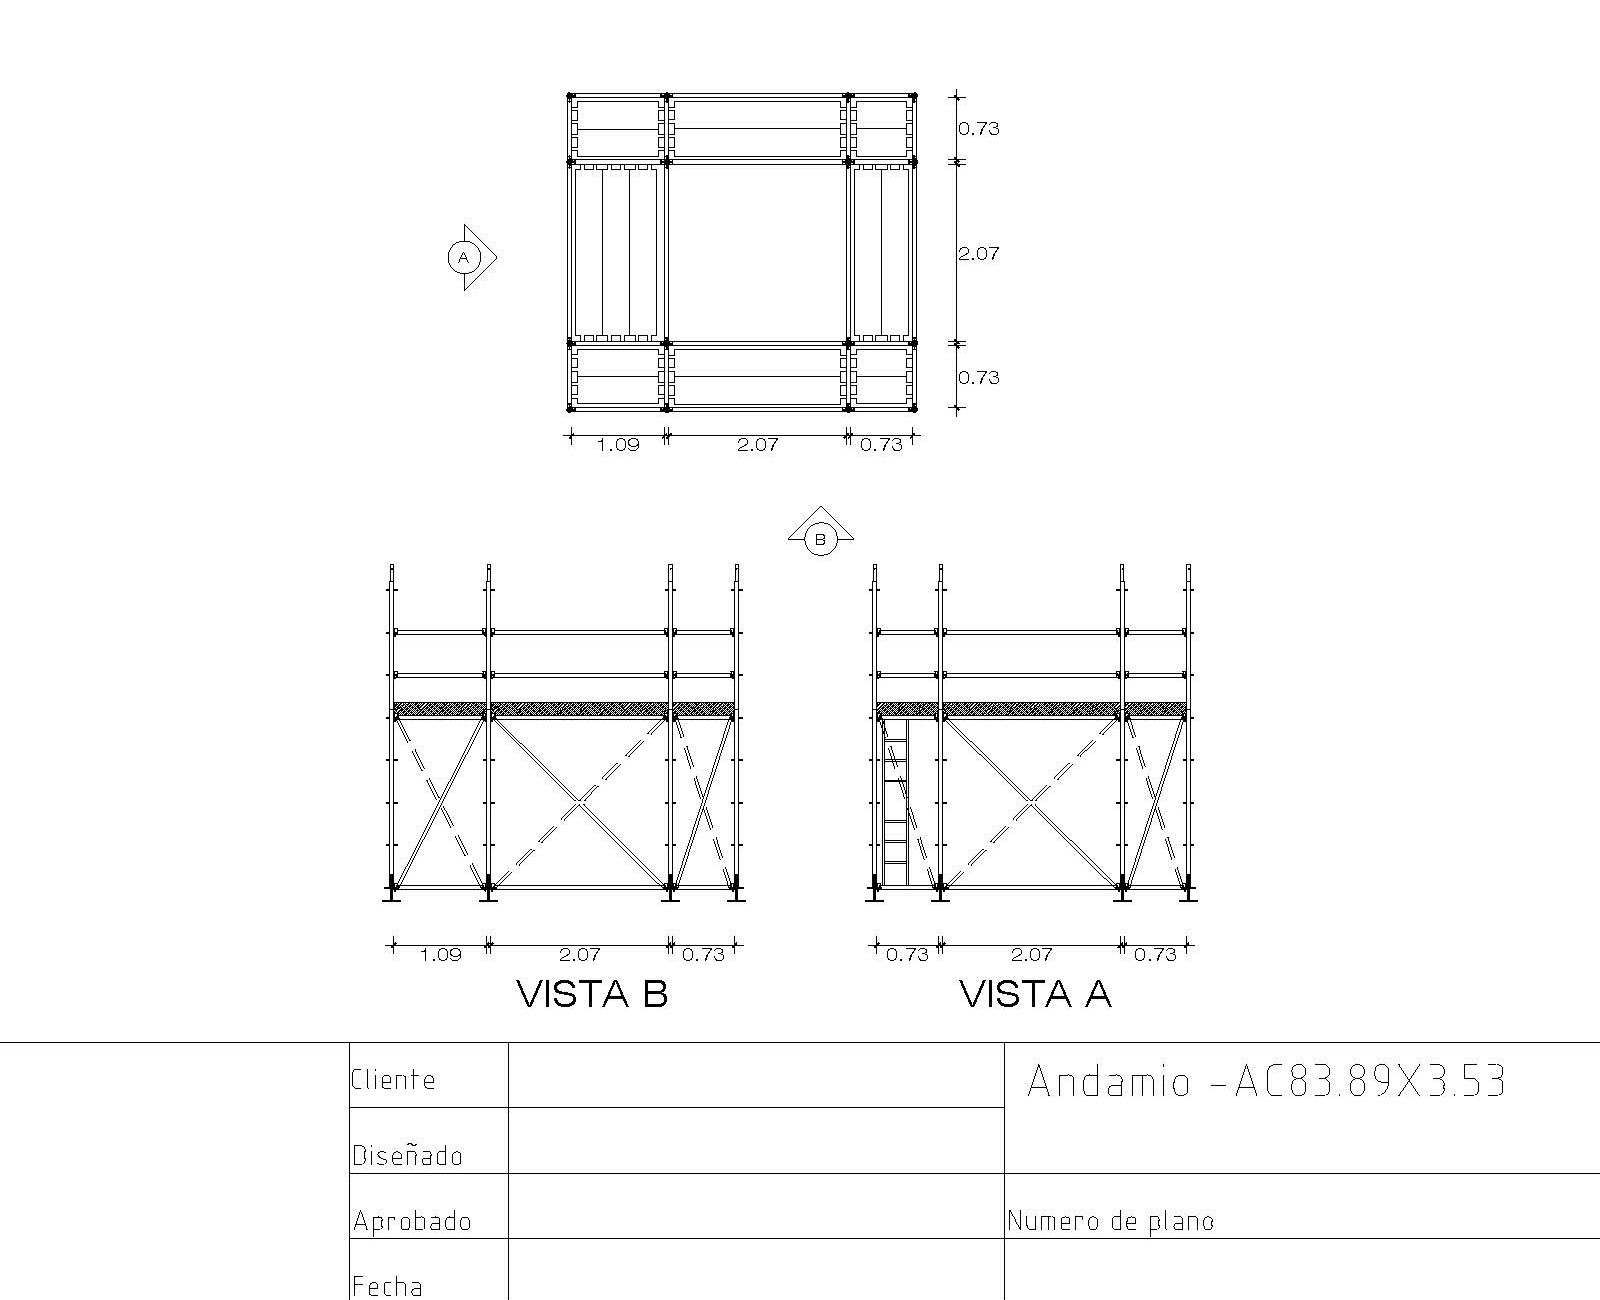 0.73
A
2.07
0.73
1.09 2.07 0.73
B
1.09 2.07 0.73
0.73 2.07 0.73
VISTA B
VISTA A
Cliente
Andamio -AC83.89X3.53
Diseñado
Aprobado
Numero de plano
Fecha